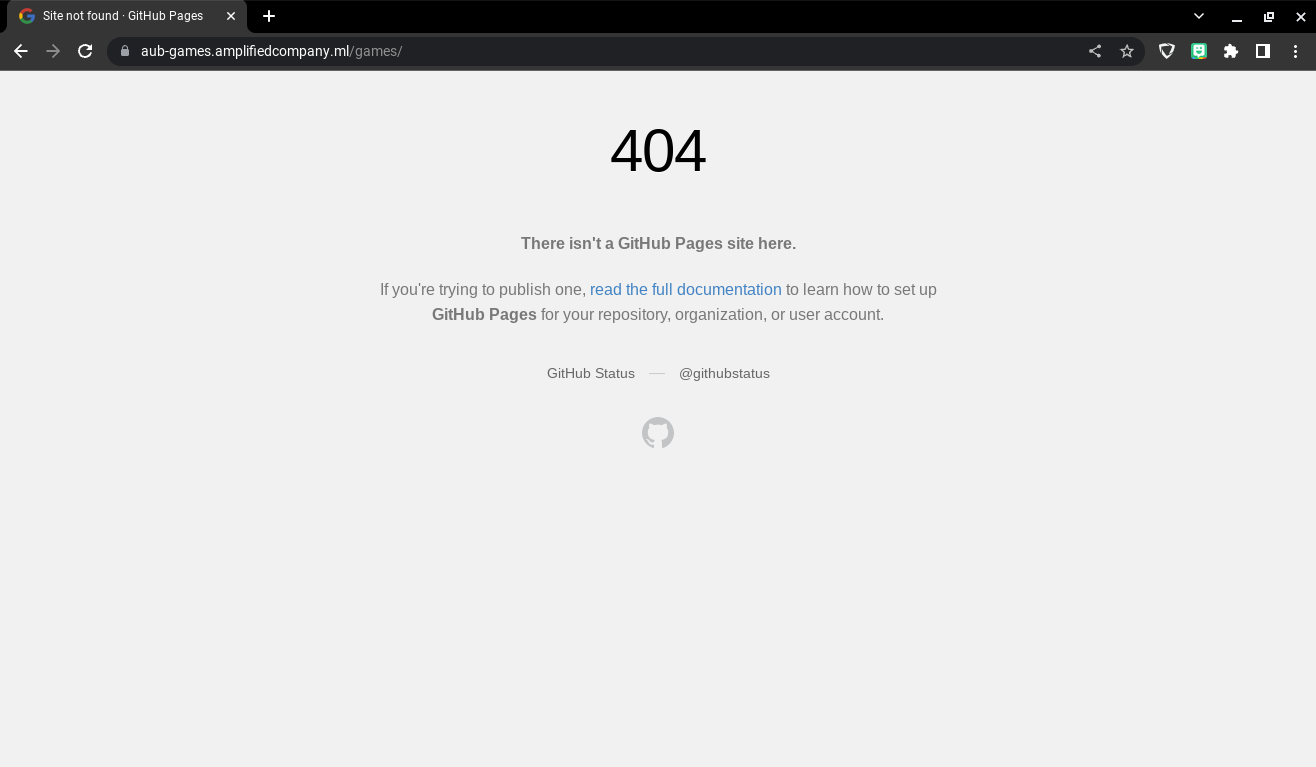 Site not found · GitHub Pages
aub-games.amplifiedcompany.ml/games/
404
There isn't a GitHub Pages site here.
If you're trying to publish one, read the full documentation to learn how to set up
GitHub Pages for your repository, organization, or user account.
GitHub Status — @githubstatus